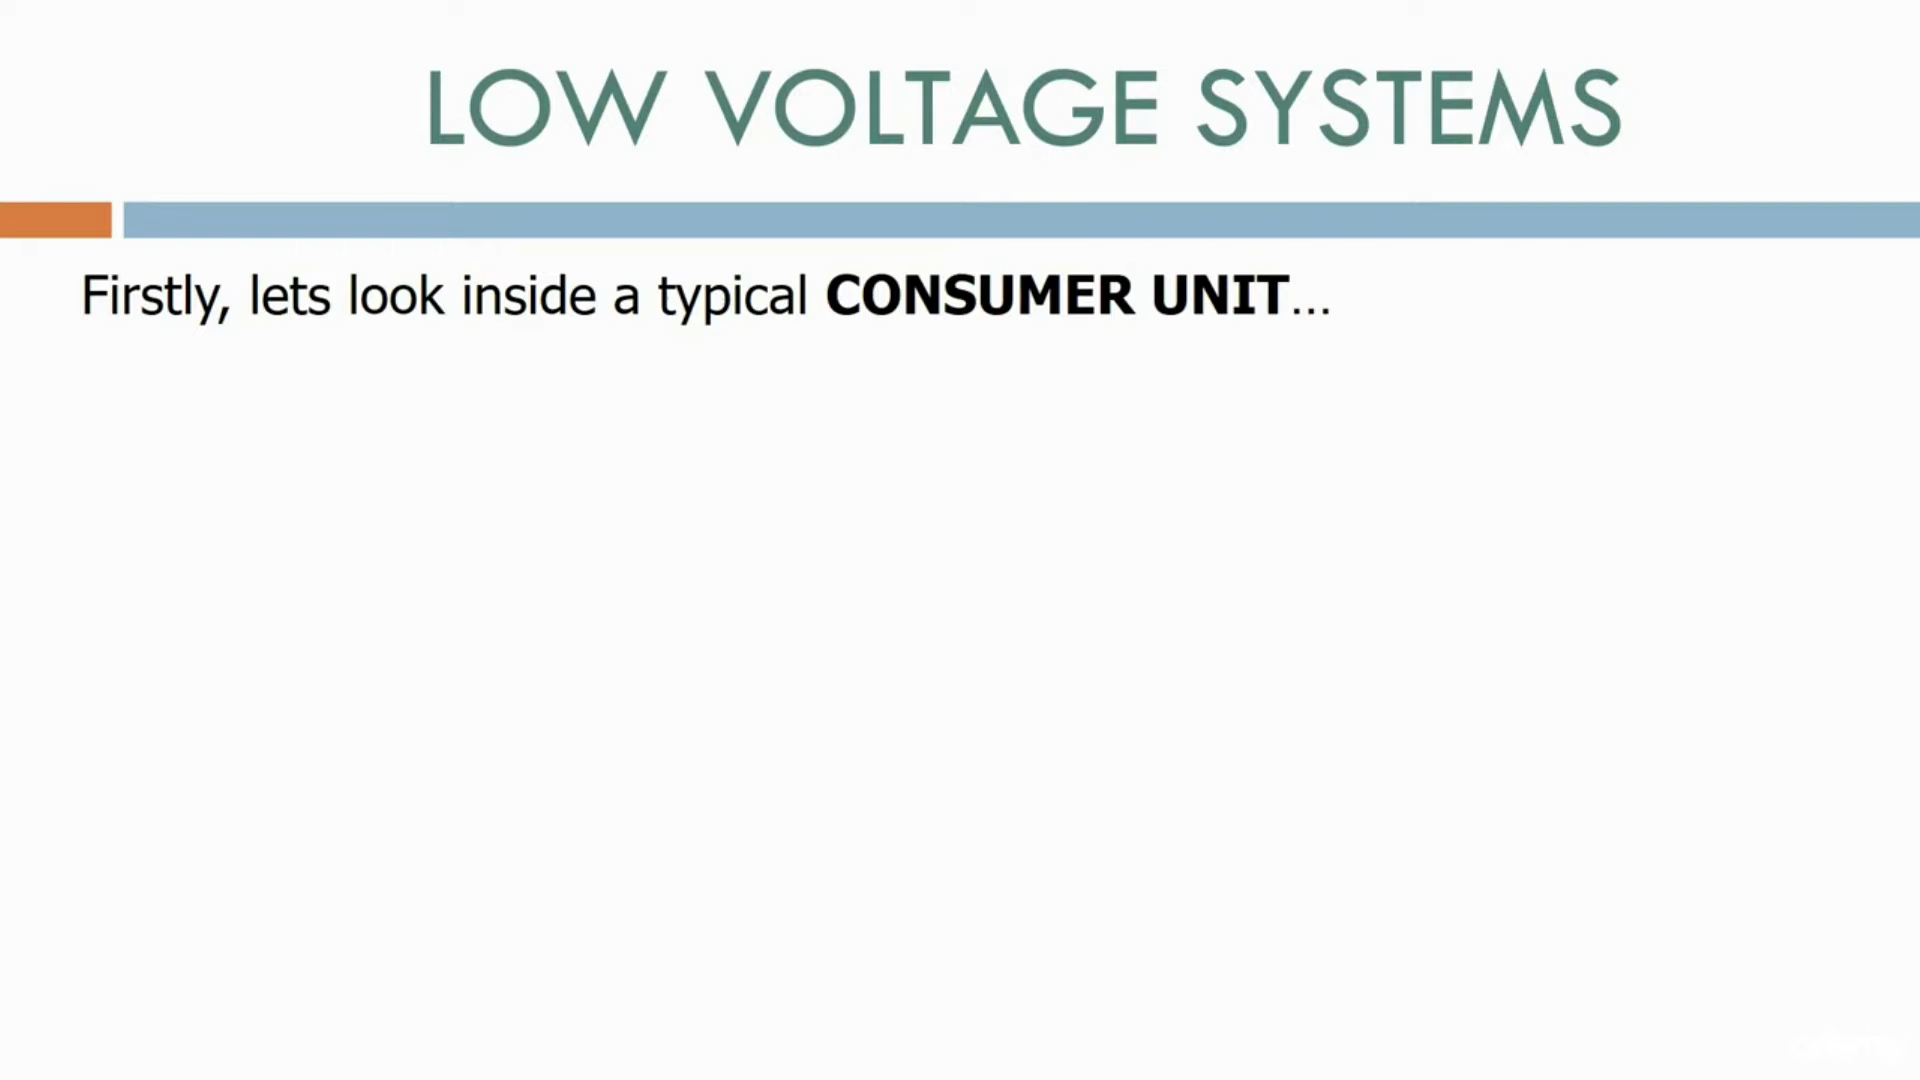 LOW VOLTAGE SYSTEMS
Firstly, lets look inside a typical CONSUMER UNIT...